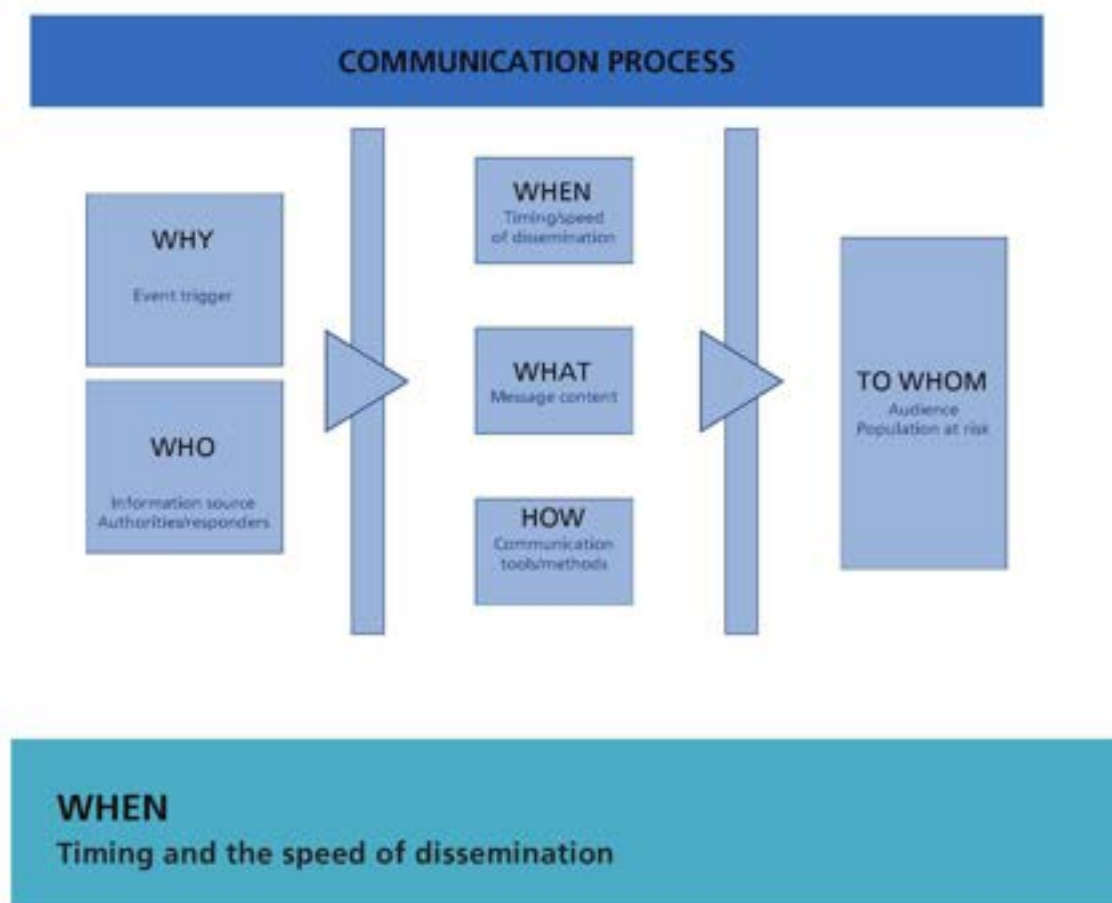 COMMUNICATION PROCESS
WHY
Event trigger
WHO
Information source
Authorities/responders
WHEN
Timing/speed
of dissemination
WHAT
Message content
HOW
Communication
tools/methods
TO WHOM
Audience
Population at risk
WHEN
Timing and the speed of dissemination